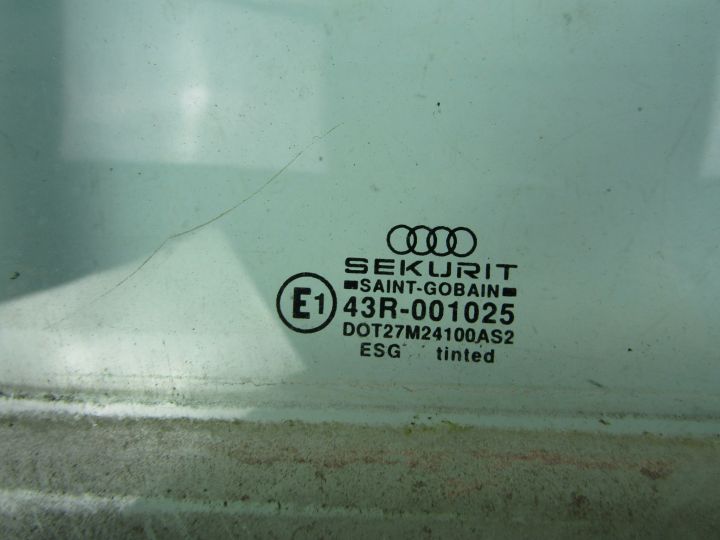 SEKURIT
SAINT-GOBAIN
E1 43R-001025
DOT27M24100AS2
ESG tinted